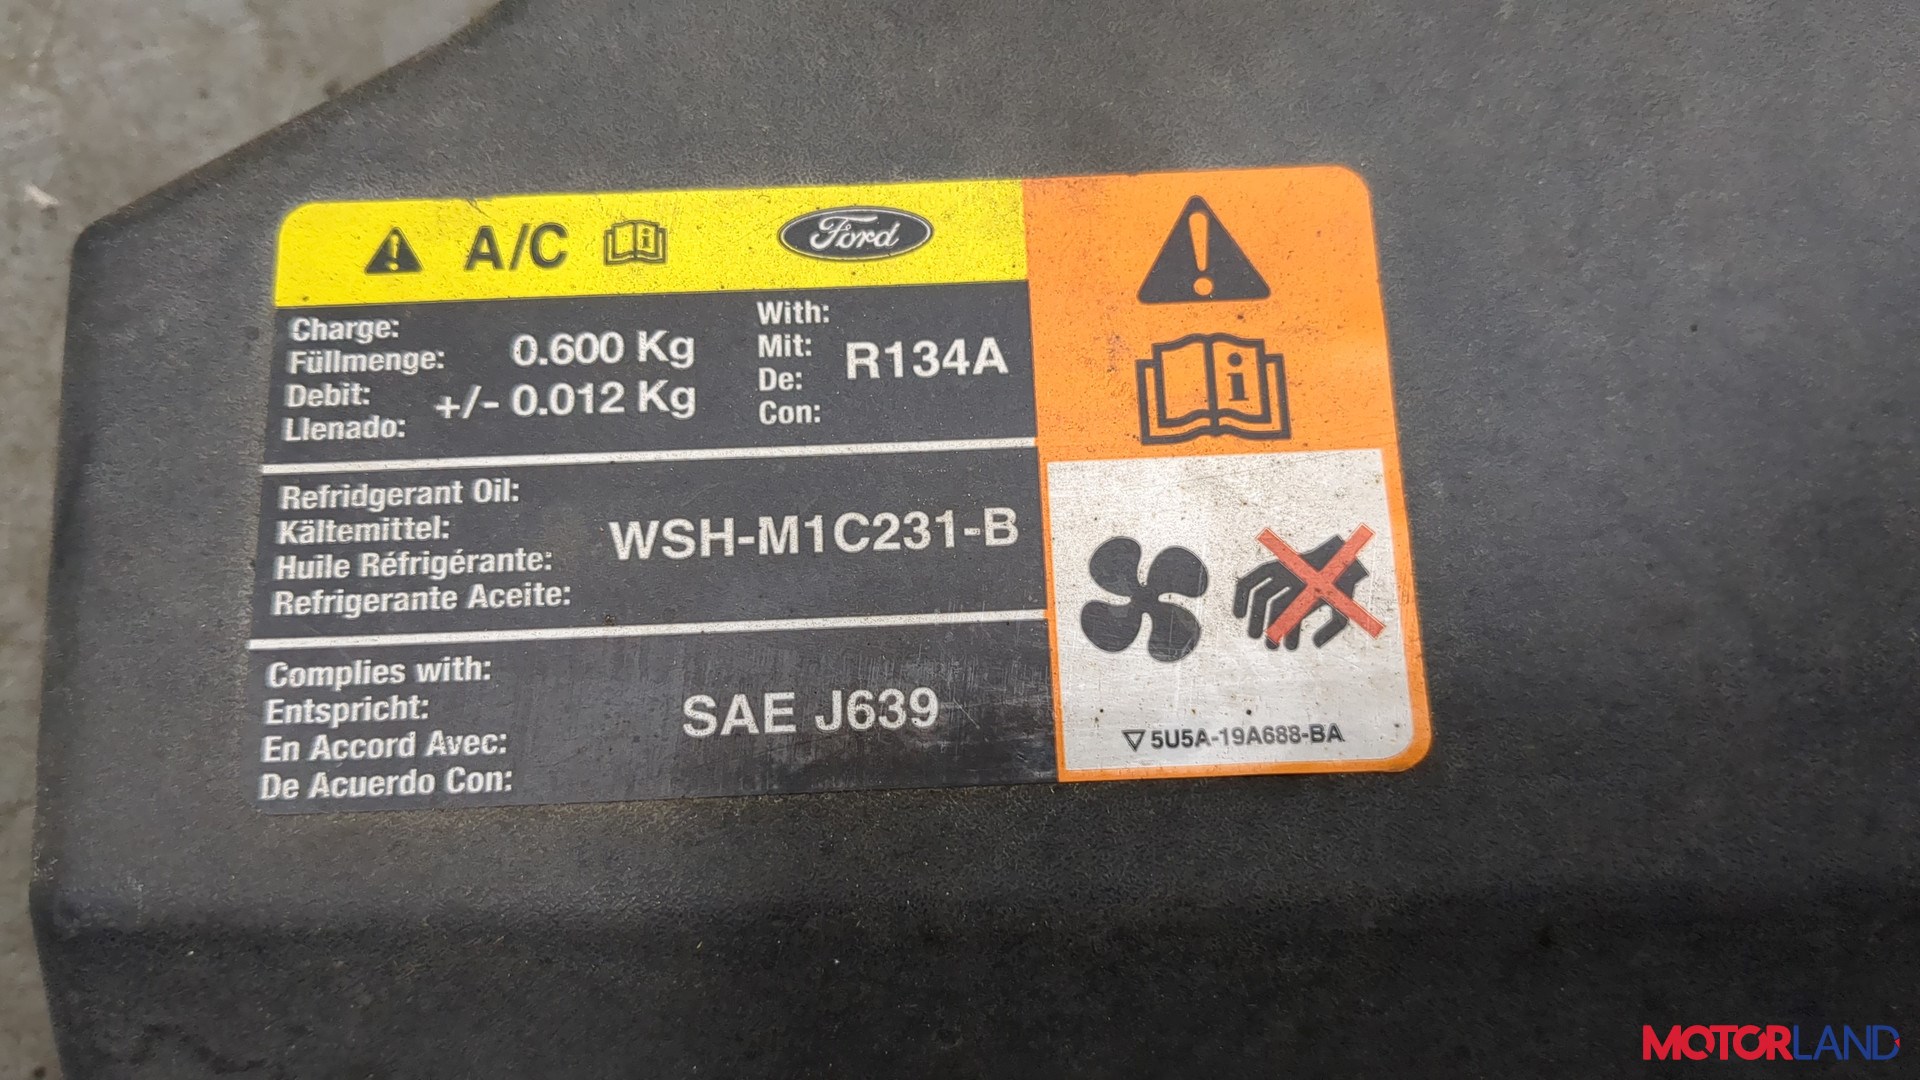 A/C
Ford
Charge:
Füllmenge:
Debit:
Llenado:
0.600 Kg
+/- 0.012 Kg
With:
Mit:
De:
Con:
R134A
Refridgerant Oil:
Kältemittel:
Huile Réfrigérante:
Refrigerante Aceite:
WSH-M1C231-B
Complies with:
Entspricht:
En Accord Avec:
De Acuerdo Con:
SAE J639
5U5A-19A688-BA
MOTORLAND